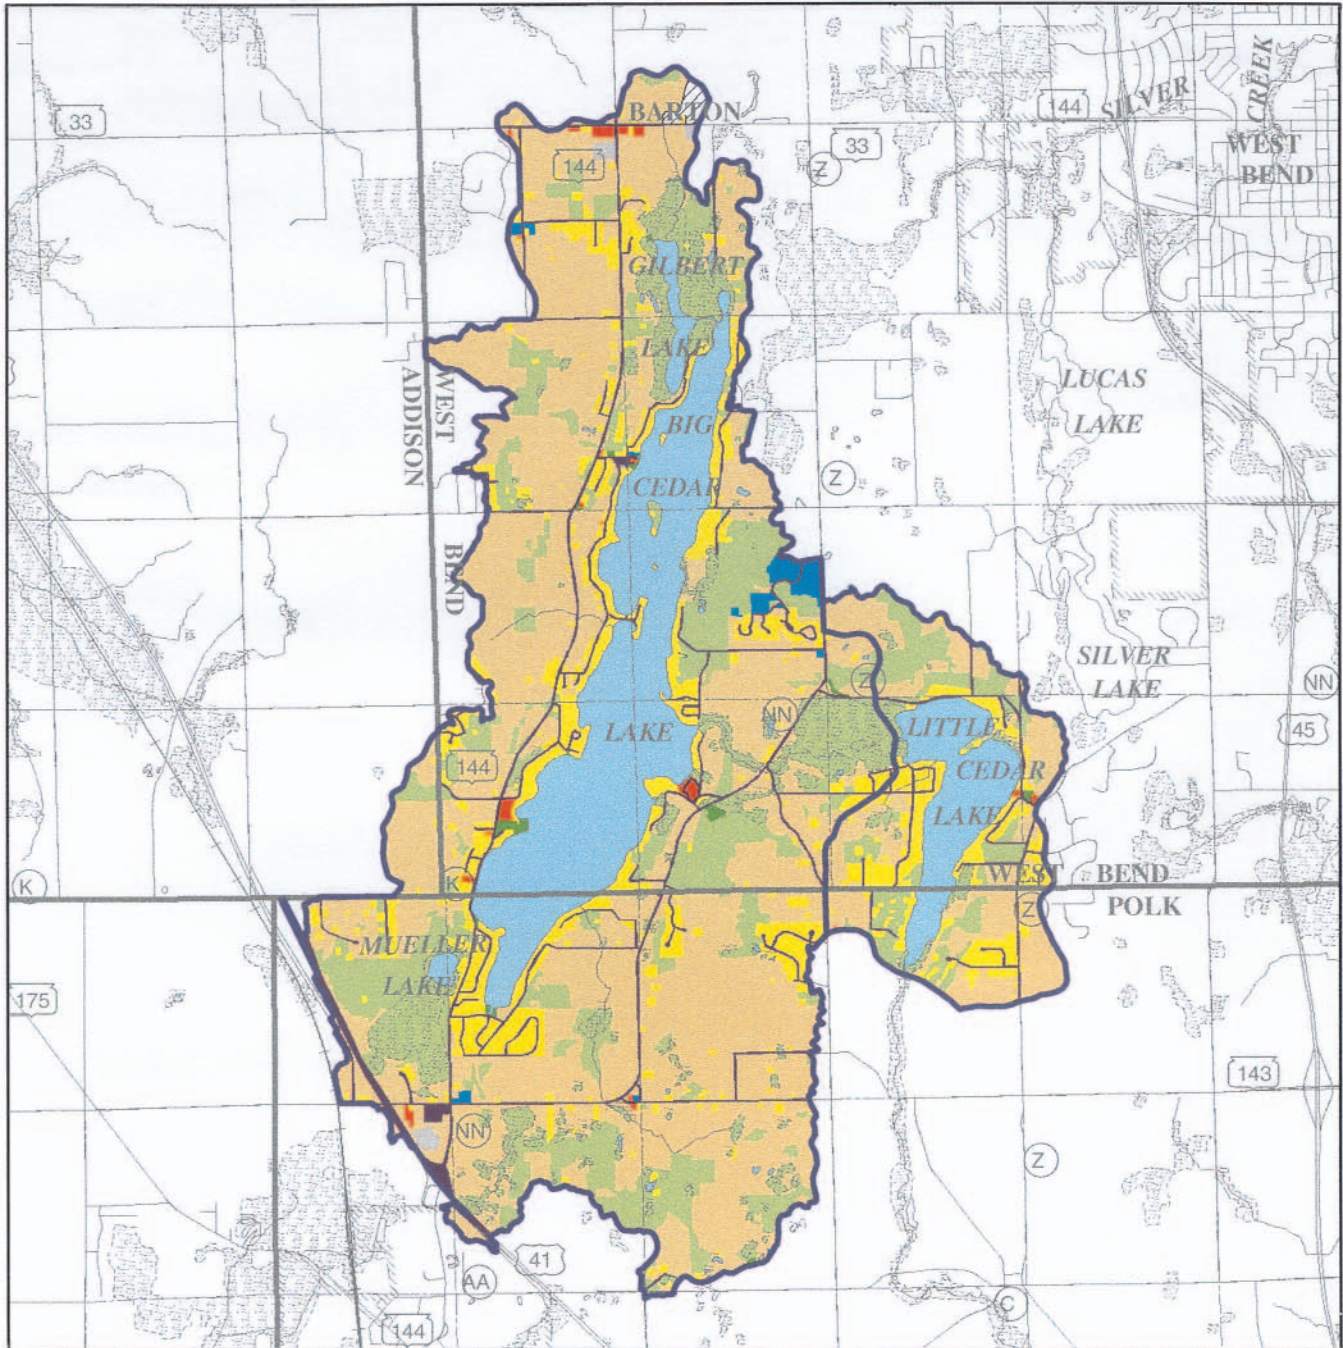 BARTON
33
144
SILVER
CREEK
WEST
BEND
33
Z
144
GILBERT
LAKE
WEST
ADDISON
BIG
CEDAR
LUCAS
LAKE
Z
BEND
SILVER
LAKE
Z
NN
NN
LAKE
LITTLE
CEDAR
LAKE
45
144
K
K
WEST BEND
POLK
Z
MUELLER
LAKE
175
143
NN
Z
41
AA
C
144